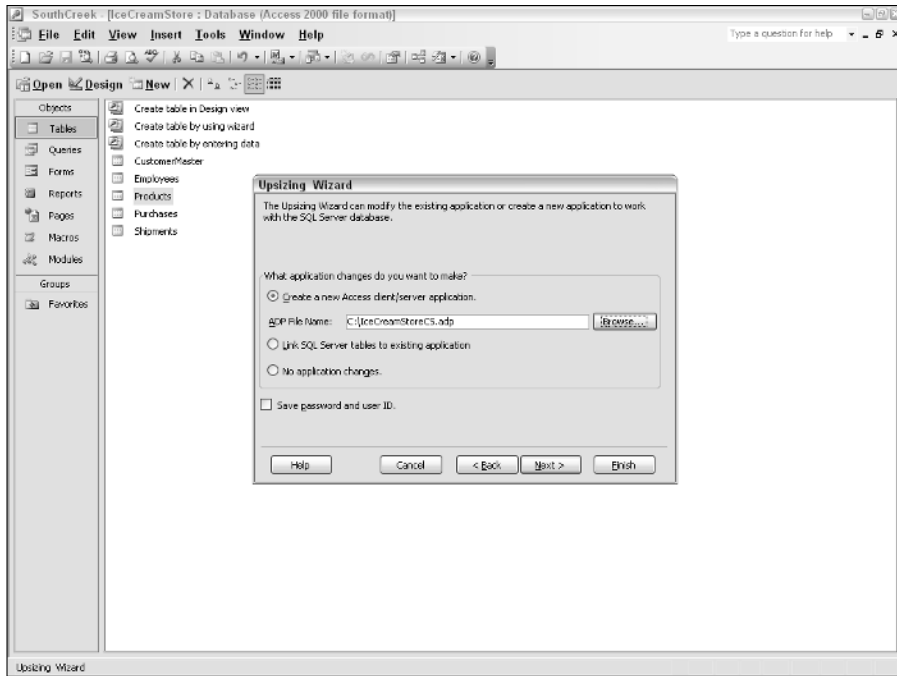 SouthCreek - [IceCreamStore : Database (Access 2000 file format)]
File Edit View Insert Tools Window Help
Type a question for help
Open Design New
Objects
Tables
Queries
Forms
Reports
Pages
Macros
Modules
Groups
Favorites
Create table in Design view
Create table by using wizard
Create table by entering data
CustomerMaster
Employees
Products
Purchases
Shipments
Upsizing Wizard
The Upsizing Wizard can modify the existing application or create a new application to work
with the SQL Server database.
What application changes do you want to make?
Create a new Access client/server application.
ADP File Name: C:\IceCreamStoreCS.adp Browse...
Link SQL Server tables to existing application
No application changes.
Save password and user ID.
Help Cancel < Back Next > Finish
Upsizing Wizard